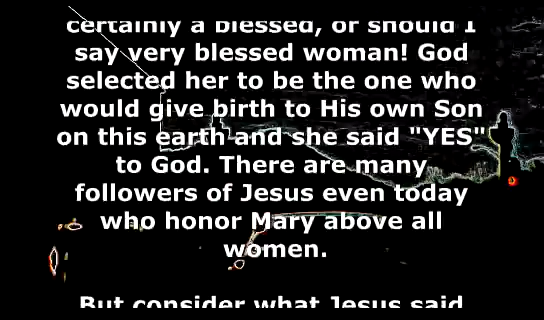 certainly a blessed, or should I
say very blessed woman! God
selected her to be the one who
would give birth to His own Son
on this earth and she said "YES"
to God. There are many
followers of Jesus even today
who honor Mary above all
women.
But consider what Jesus said